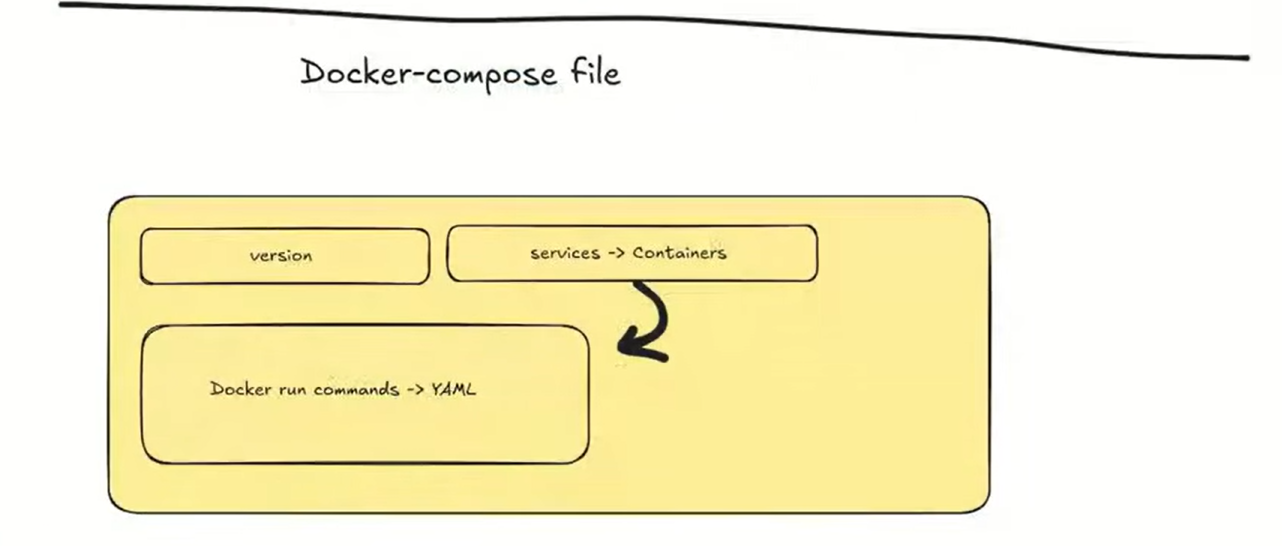 Docker-compose file
version
services -> Containers
Docker run commands -> YAML